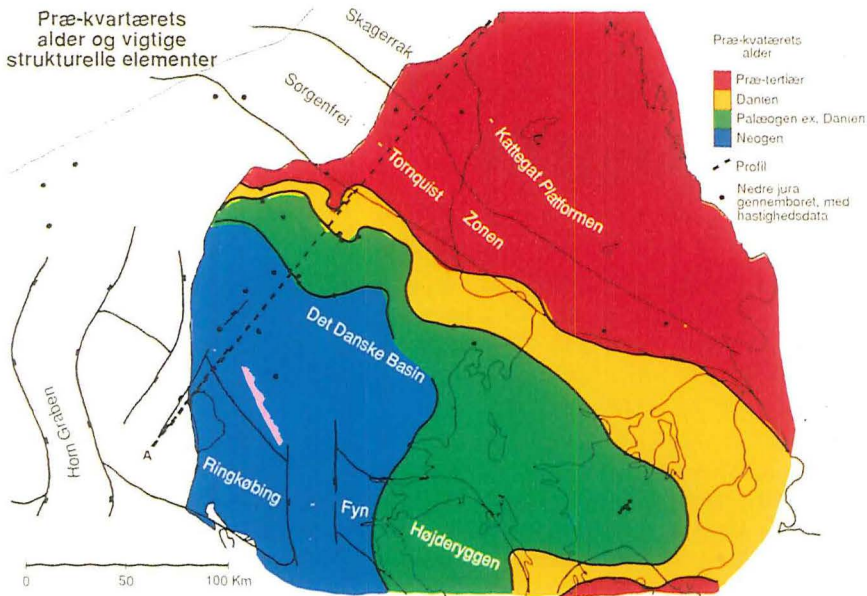 Præ-kvartærets
alder og vigtige
strukturelle elementer
Skagerrak
Sorgenfrei
- Tornquist
Zonen
- Kattegat Platformen
Præ-kvatærets
alder
Præ-tertiær
Danien
Palæogen ex. Danien
Neogen
Profil
Nedre jura
gennemboret, med
hastighedsdata
Det Danske Basin
Horn Graben
A
Ringkøbing
Fyn
Højderyggen
0 50 100 Km